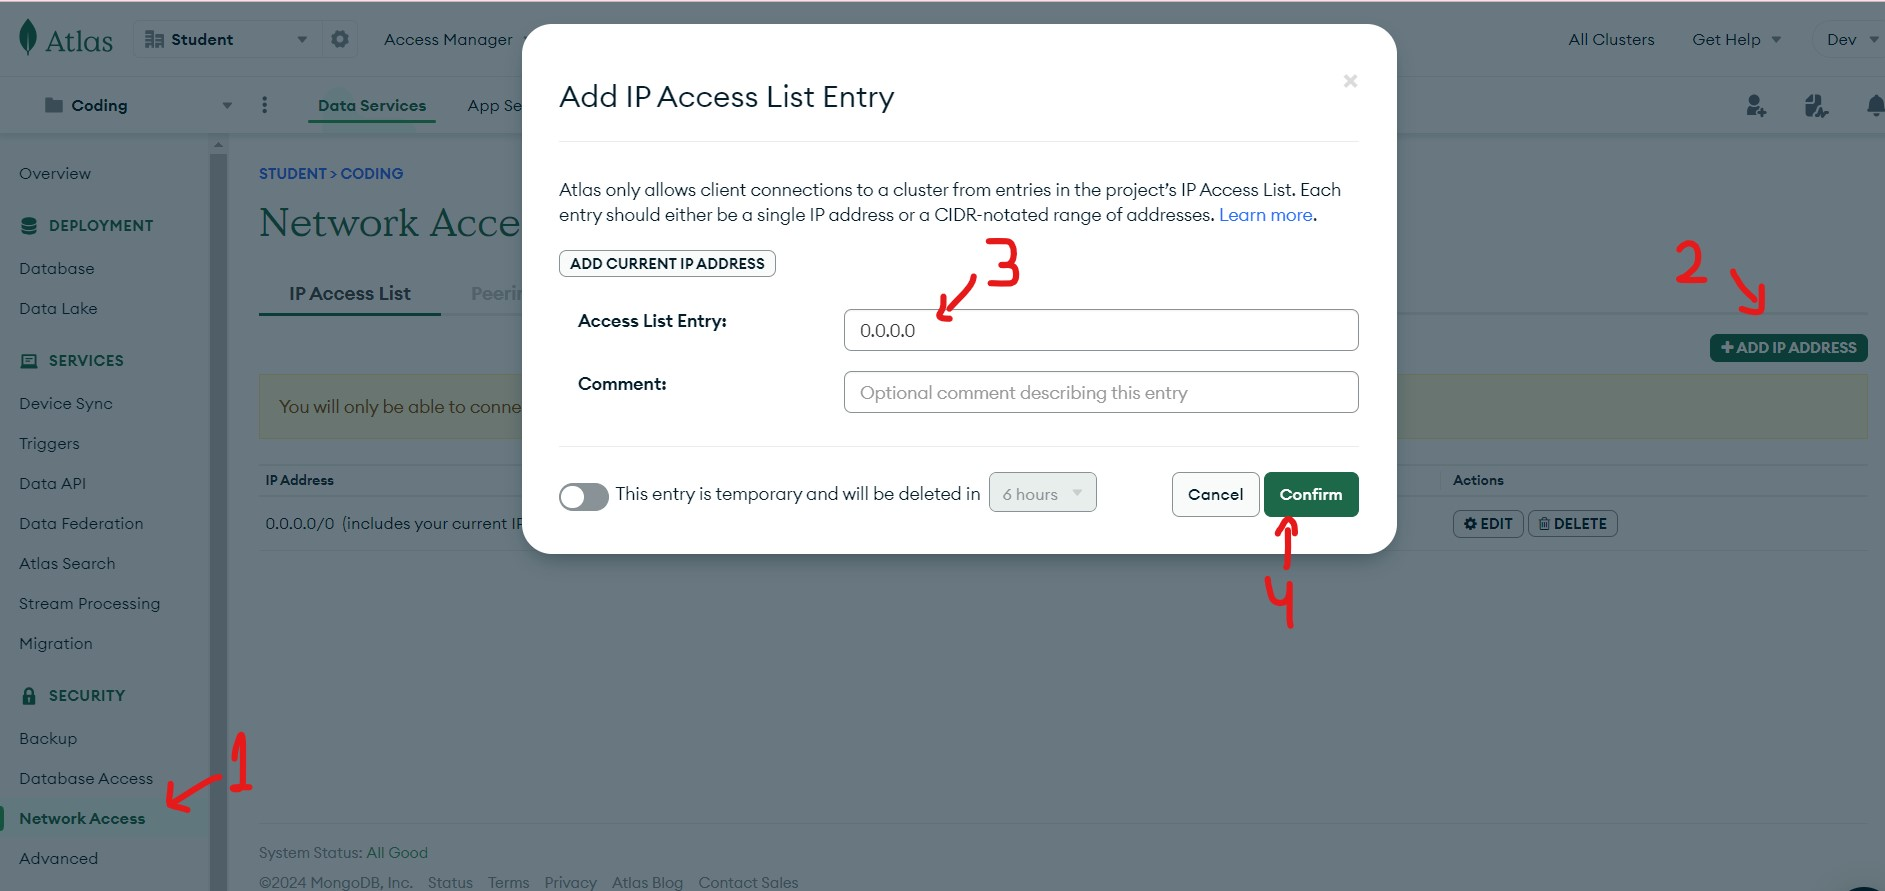 Atlas
Student
Access Manager
All Clusters
Get Help
Dev
Coding
Data Services
App Se
Overview
DEPLOYMENT
Database
Data Lake
SERVICES
Device Sync
Triggers
Data API
Data Federation
Atlas Search
Stream Processing
Migration
SECURITY
Backup
Database Access
Network Access
Advanced
1
STUDENT > CODING
Network Acce
IP Access List
Peerin
2
+ ADD IP ADDRESS
You will only be able to conne
IP Address
Actions
0.0.0.0/0 (includes your current IP
EDIT
DELETE
Add IP Access List Entry
×
Atlas only allows client connections to a cluster from entries in the project's IP Access List. Each
entry should either be a single IP address or a CIDR-notated range of addresses. Learn more.
ADD CURRENT IP ADDRESS
3
Access List Entry:
0.0.0.0
Comment:
Optional comment describing this entry
This entry is temporary and will be deleted in
6 hours
Cancel
Confirm
4
System Status: All Good
©2024 MongoDB, Inc. Status Terms Privacy Atlas Blog Contact Sales